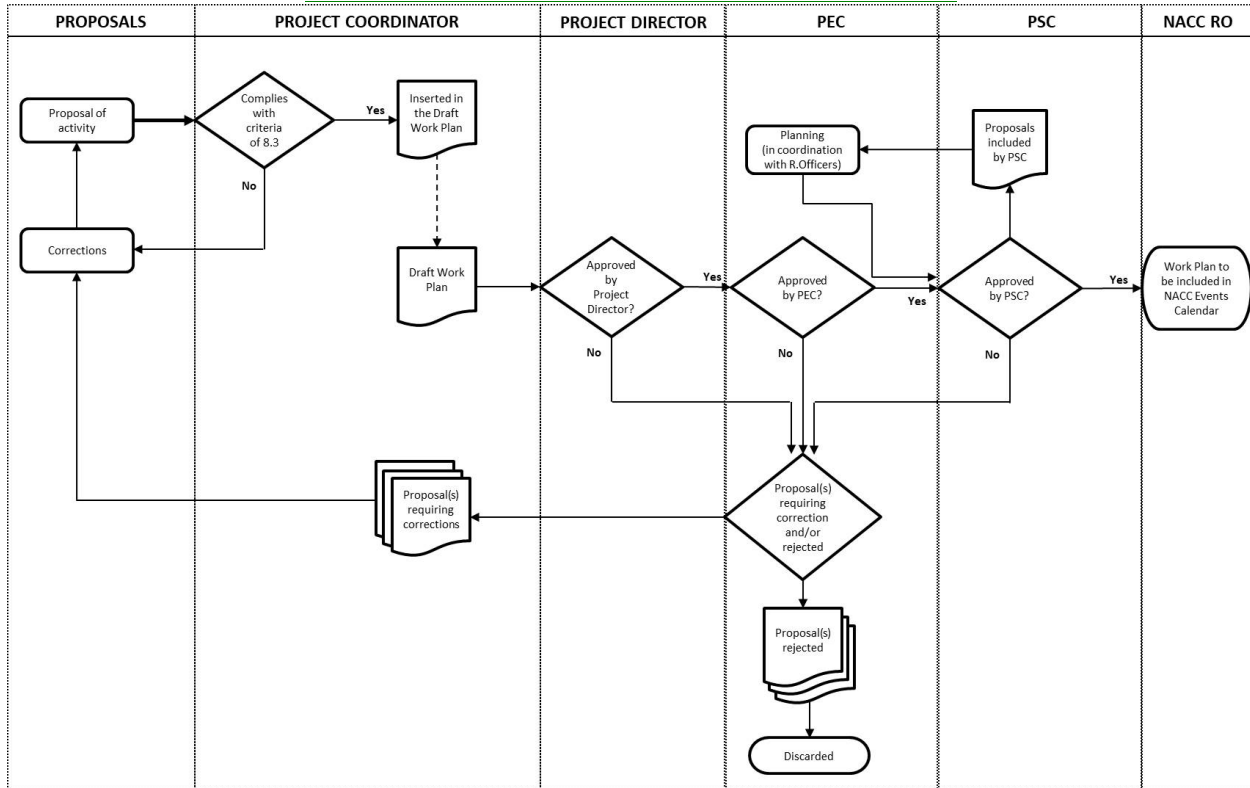 PROPOSALS
PROJECT COORDINATOR
PROJECT DIRECTOR
PEC
PSC
NACC RO
Proposal of
activity
Complies
with
criteria
of 8.3
Yes
No
Inserted in
the Draft
Work Plan
Planning
(in coordination
with R.Officers)
Proposals
included
by PSC
Corrections
Draft Work
Plan
Approved
by
Project
Director?
Yes
No
Approved
by PEC?
Yes
No
Approved
by PSC?
Yes
No
Work Plan to
be included in
NACC Events
Calendar
Proposal(s)
requiring
corrections
Proposal(s)
requiring
correction
and/or
rejected
Proposal(s)
rejected
Discarded